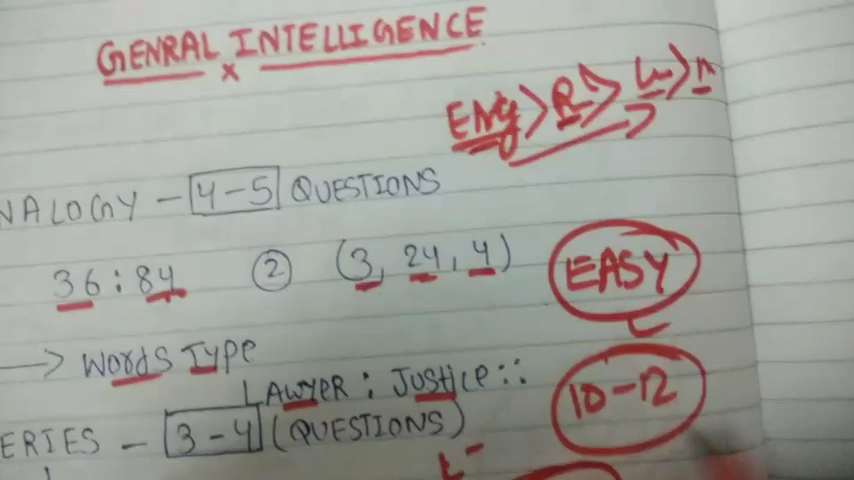 GENRAL INTELLIGENCE
x
ENG > R > > M
NALOGY - 4-5 QUESTIONS
36 : 84 ② (3, 24, 4)
EASY
→ WORDS TYPE
LAWYER : JUSTICE ::
10-12
ERIES - 3-4 (QUESTIONS)